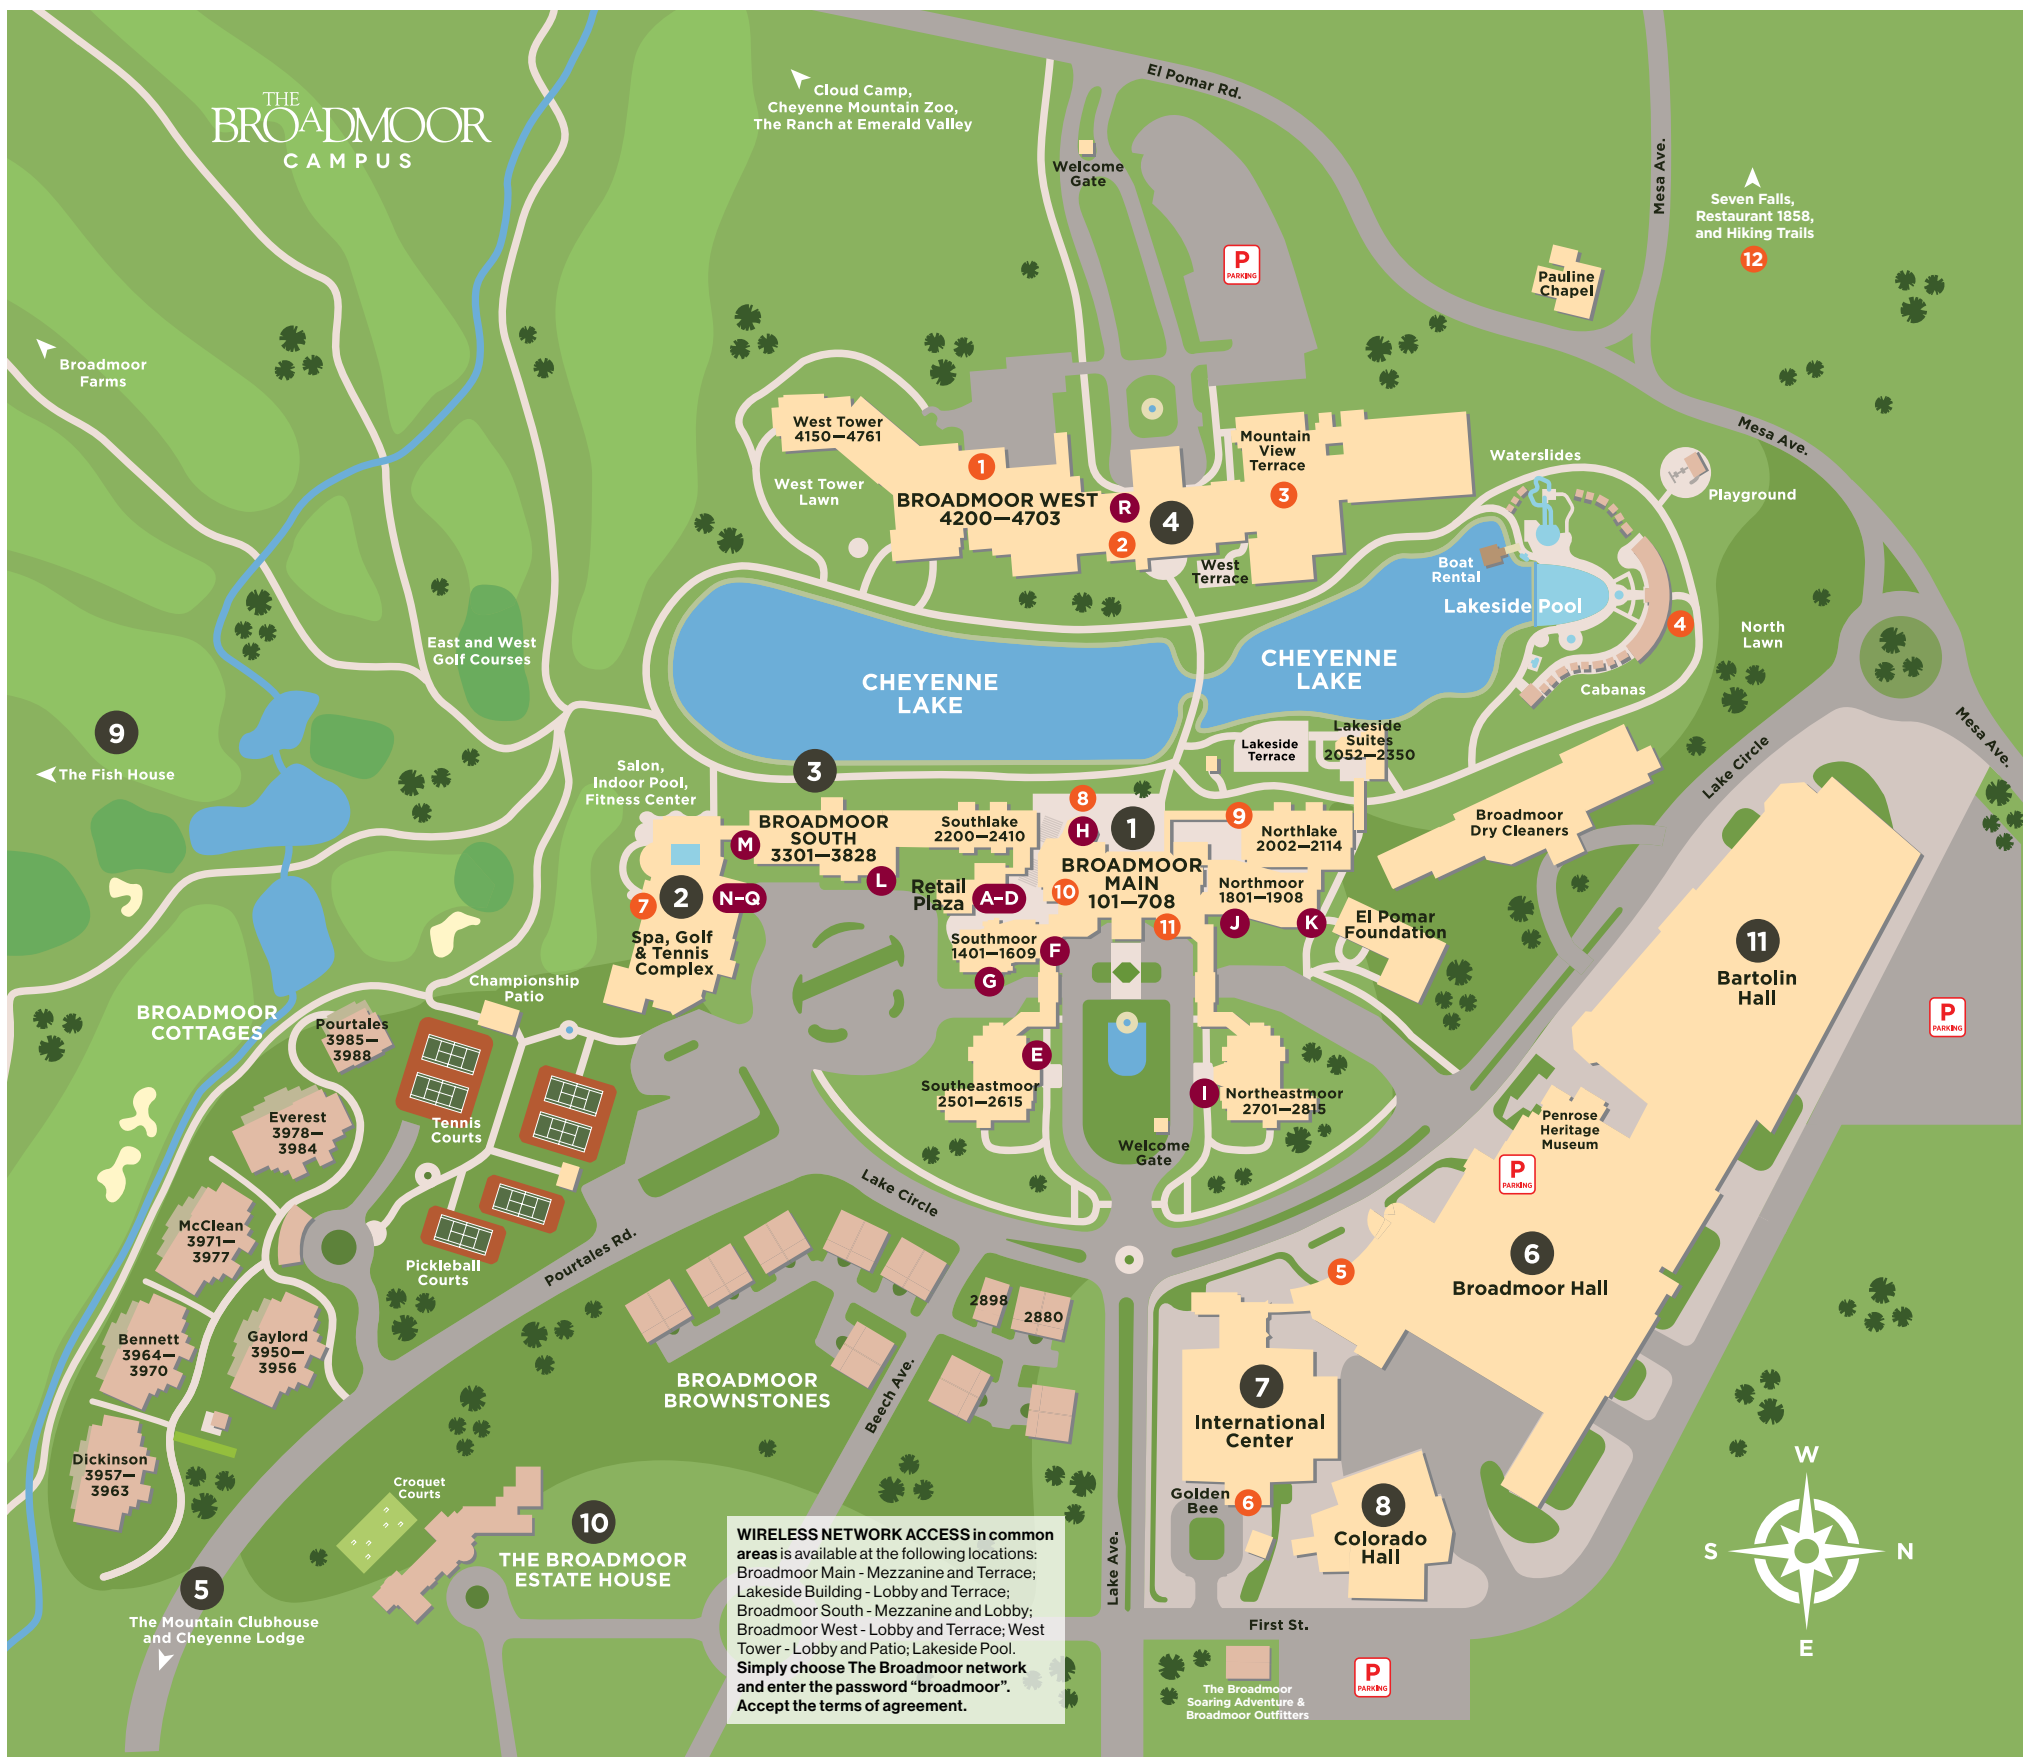 THE
BROADMOOR
CAMPUS
Cloud Camp,
Cheyenne Mountain Zoo,
The Ranch at Emerald Valley
El Pomar Rd.
Welcome
Gate
Mesa Ave.
Seven Falls,
Restaurant 1858,
and Hiking Trails
12
P
PARKING
Pauline
Chapel
Broadmoor
Farms
West Tower
4150—4761
1
West Tower
Lawn
BROADMOOR WEST
4200—4703
R
4
2
Mountain
View
Terrace
3
West
Terrace
Waterslides
Mesa Ave.
Playground
Boat
Rental
Lakeside Pool
4
North
Lawn
Cabanas
East and West
Golf Courses
CHEYENNE
LAKE
CHEYENNE
LAKE
9
The Fish House
3
Lakeside
Terrace
Lakeside
Suites
2052—2350
Mesa Ave.
Lake Circle
Salon,
Indoor Pool,
Fitness Center
M
BROADMOOR
SOUTH
3301—3828
L
Southlake
2200—2410
8
H
1
9
Northlake
2002—2114
Broadmoor
Dry Cleaners
BROADMOOR
MAIN
101—708
10
11
Retail
Plaza
A–D
Northmoor
1801—1908
J
K
El Pomar
Foundation
7
2
N–Q
Spa, Golf
& Tennis
Complex
Southmoor
1401—1609
F
G
11
Bartolin
Hall
P
PARKING
Championship
Patio
BROADMOOR
COTTAGES
Pourtales
3985—
3988
Everest
3978—
3984
Tennis
Courts
E
Southeastmoor
2501—2615
I
Northeastmoor
2701—2815
Welcome
Gate
Penrose
Heritage
Museum
P
PARKING
Lake Circle
McClean
3971—
3977
Pickleball
Courts
Pourtales Rd.
5
6
Broadmoor Hall
2898
2880
Bennett
3964—
3970
Gaylord
3950—
3956
BROADMOOR
BROWNSTONES
Beech Ave.
7
International
Center
Dickinson
3957—
3963
Croquet
Courts
10
THE BROADMOOR
ESTATE HOUSE
Golden
Bee
6
8
Colorado
Hall
W
S
N
E
5
The Mountain Clubhouse
and Cheyenne Lodge
WIRELESS NETWORK ACCESS in common
areas is available at the following locations:
Broadmoor Main - Mezzanine and Terrace;
Lakeside Building - Lobby and Terrace;
Broadmoor South - Mezzanine and Lobby;
Broadmoor West - Lobby and Terrace; West
Tower - Lobby and Patio; Lakeside Pool.
Simply choose The Broadmoor network
and enter the password “broadmoor”.
Accept the terms of agreement.
Lake Ave.
First St.
The Broadmoor
Soaring Adventure &
Broadmoor Outfitters
P
PARKING